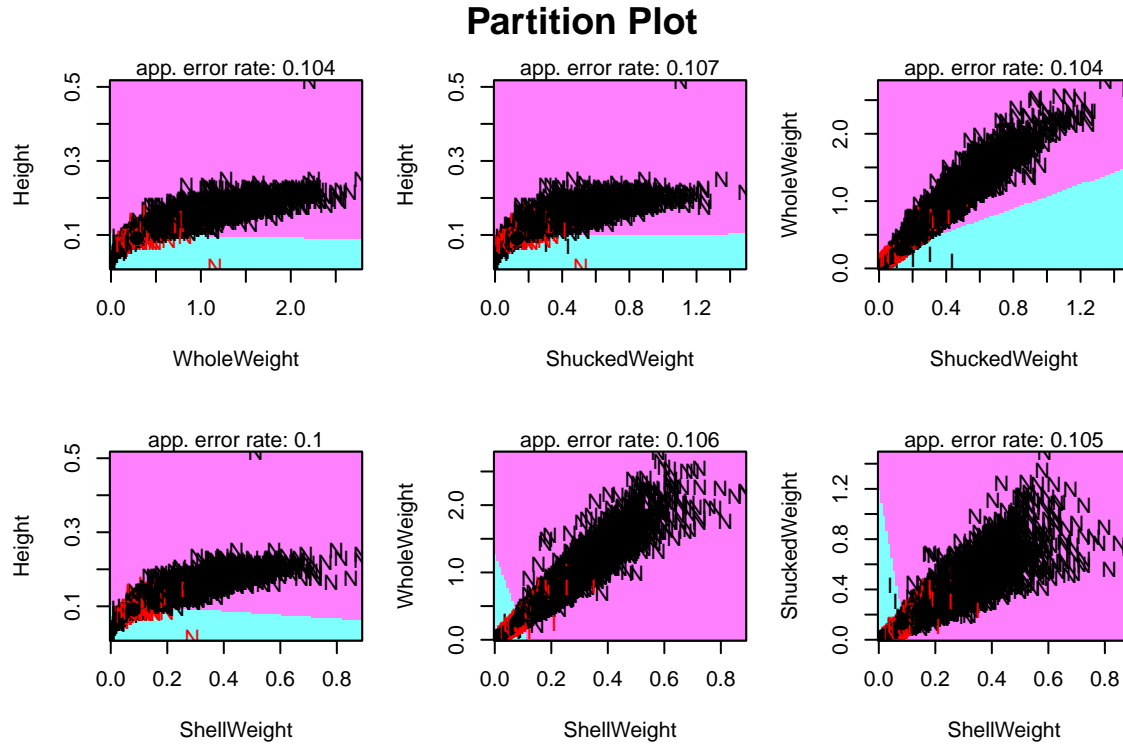 Partition Plot
app. error rate: 0.104
Height
0.1 0.3 0.5
0.0 1.0 2.0
WholeWeight
app. error rate: 0.107
Height
0.1 0.3 0.5
0.0 0.4 0.8 1.2
ShuckedWeight
app. error rate: 0.104
WholeWeight
0.0 1.0 2.0
0.0 0.4 0.8 1.2
ShuckedWeight
app. error rate: 0.1
Height
0.1 0.3 0.5
0.0 0.2 0.4 0.6 0.8
ShellWeight
app. error rate: 0.106
WholeWeight
0.0 1.0 2.0
0.0 0.2 0.4 0.6 0.8
ShellWeight
app. error rate: 0.105
ShuckedWeight
0.0 0.4 0.8 1.2
0.0 0.2 0.4 0.6 0.8
ShellWeight